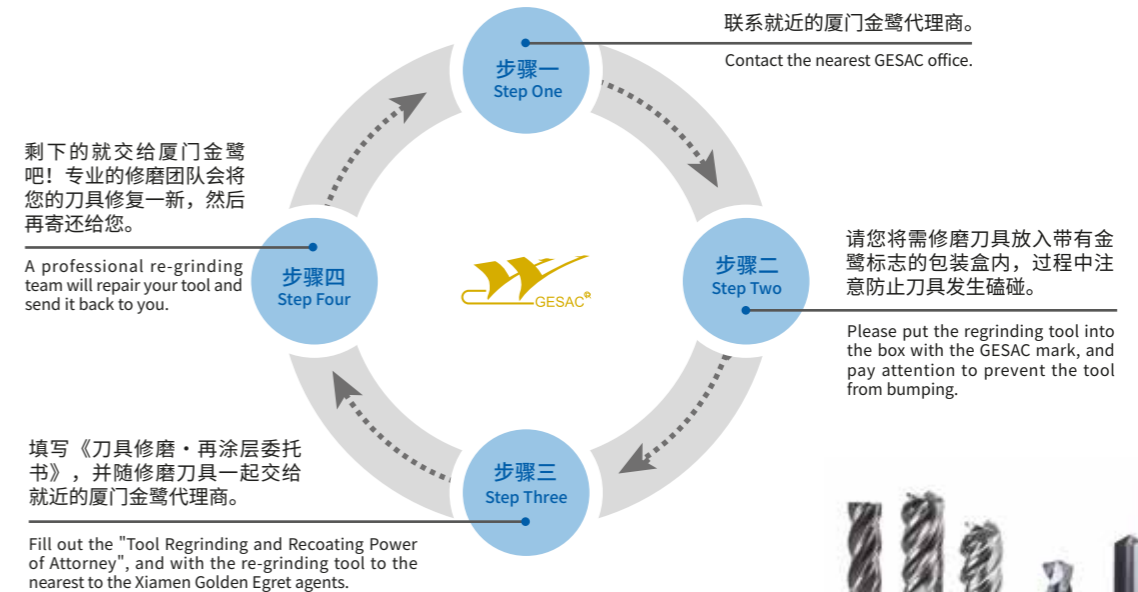 联系就近的厦门金鹭代理商。
Contact the nearest GESAC office.
步骤一
Step One
请您将需修磨刀具放入带有金
鹭标志的包装盒内，过程中注
意防止刀具发生磕碰。
Please put the regrinding tool into
the box with the GESAC mark, and
pay attention to prevent the tool
from bumping.
步骤二
Step Two
填写《刀具修磨·再涂层委托
书》，并随修磨刀具一起交给
就近的厦门金鹭代理商。
Fill out the "Tool Regrinding and Recoating Power
of Attorney", and with the re-grinding tool to the
nearest to the Xiamen Golden Egret agents.
步骤三
Step Three
剩下的就交给厦门金鹭
吧！专业的修磨团队会将
您的刀具修复一新，然后
再寄还给您。
A professional re-grinding
team will repair your tool and
send it back to you.
步骤四
Step Four
GESAC